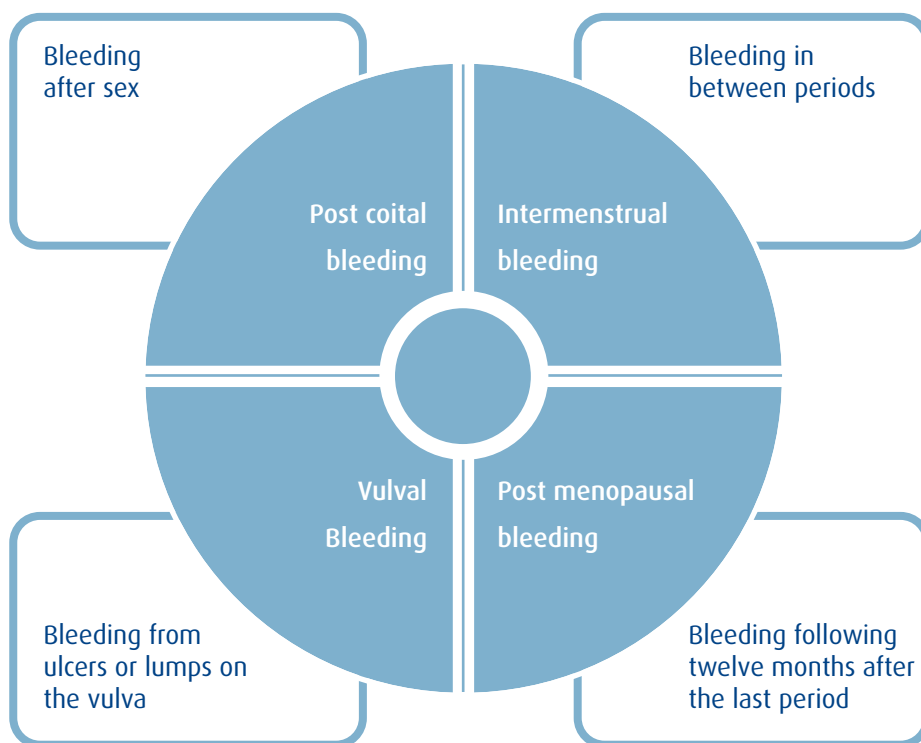 Bleeding
after sex
Bleeding in
between periods
Post coital
bleeding
Intermenstrual
bleeding
Vulval
Bleeding
Post menopausal
bleeding
Bleeding from
ulcers or lumps on
the vulva
Bleeding following
twelve months after
the last period